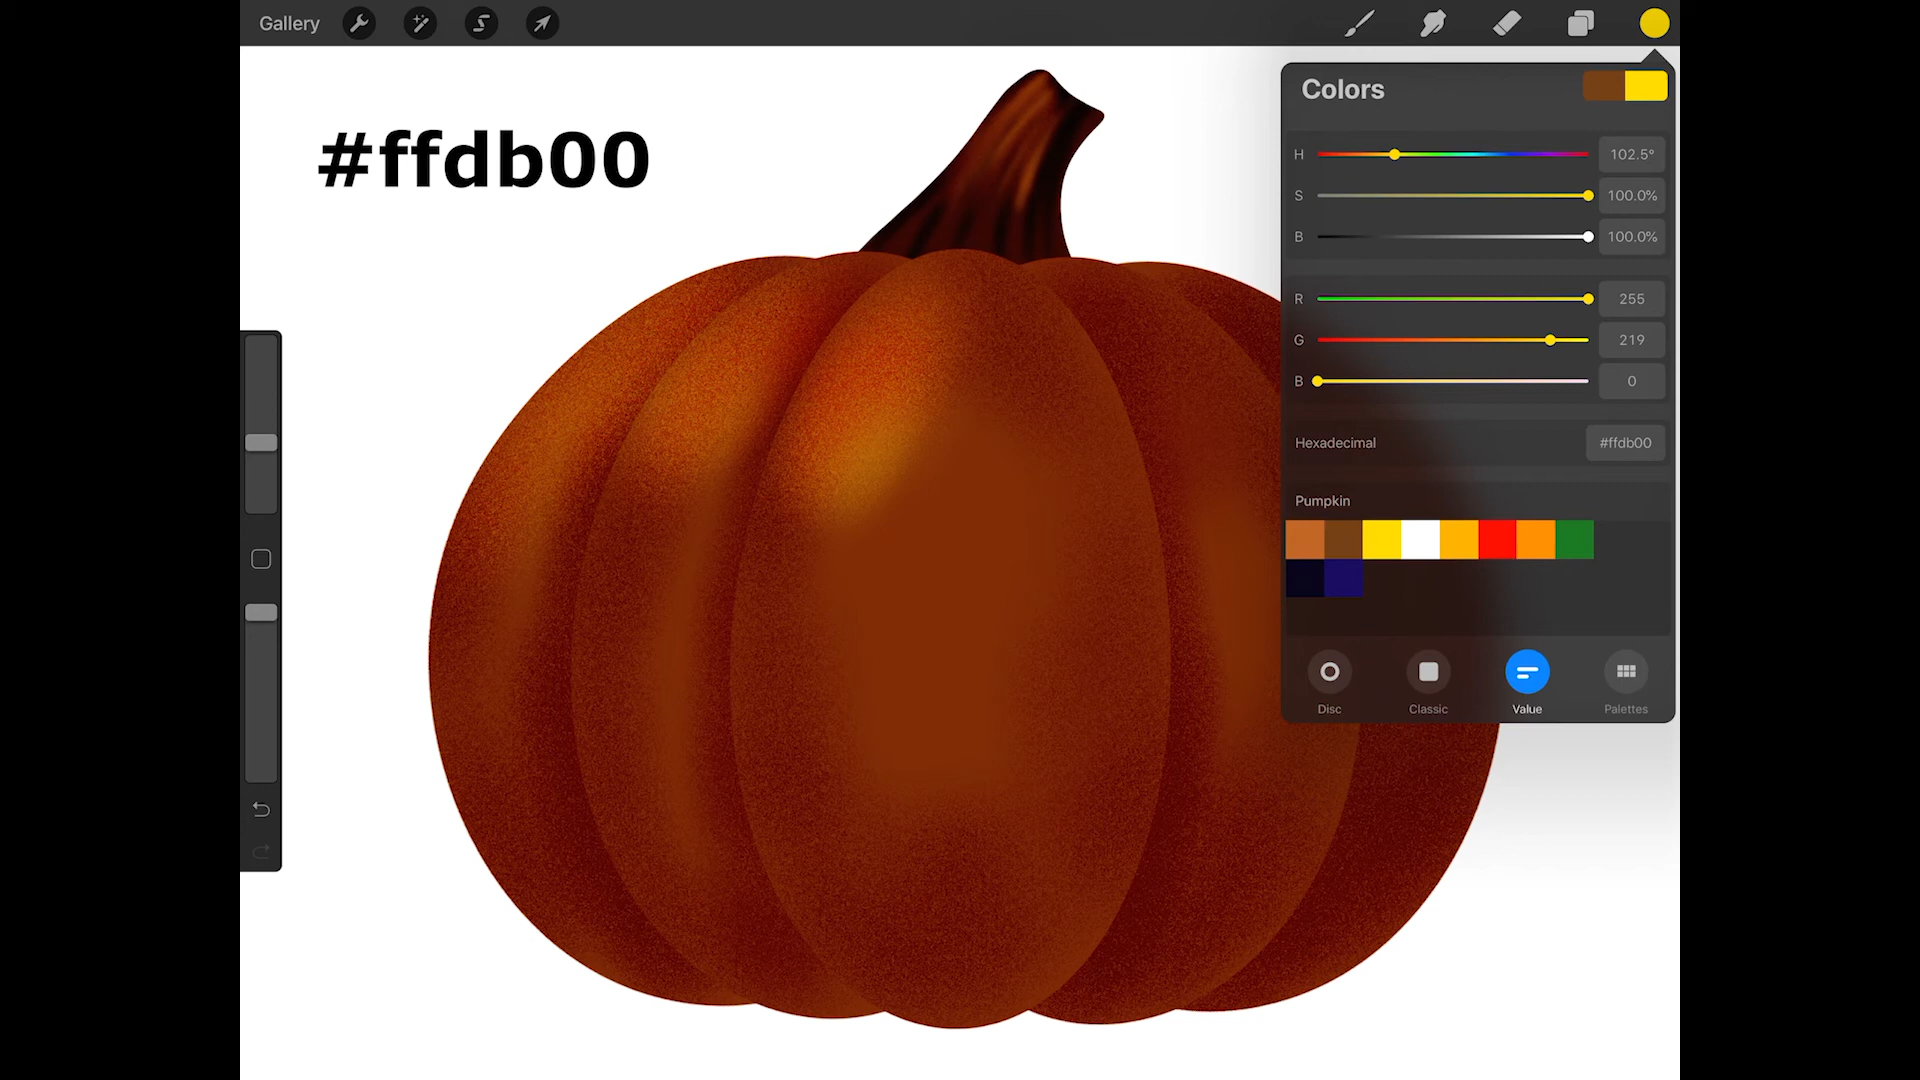 Gallery
#ffdb00
Colors
H 102.5°
S 100.0%
B 100.0%
R 255
G 219
B 0
Hexadecimal #ffdb00
Pumpkin
Disc Classic Value Palettes